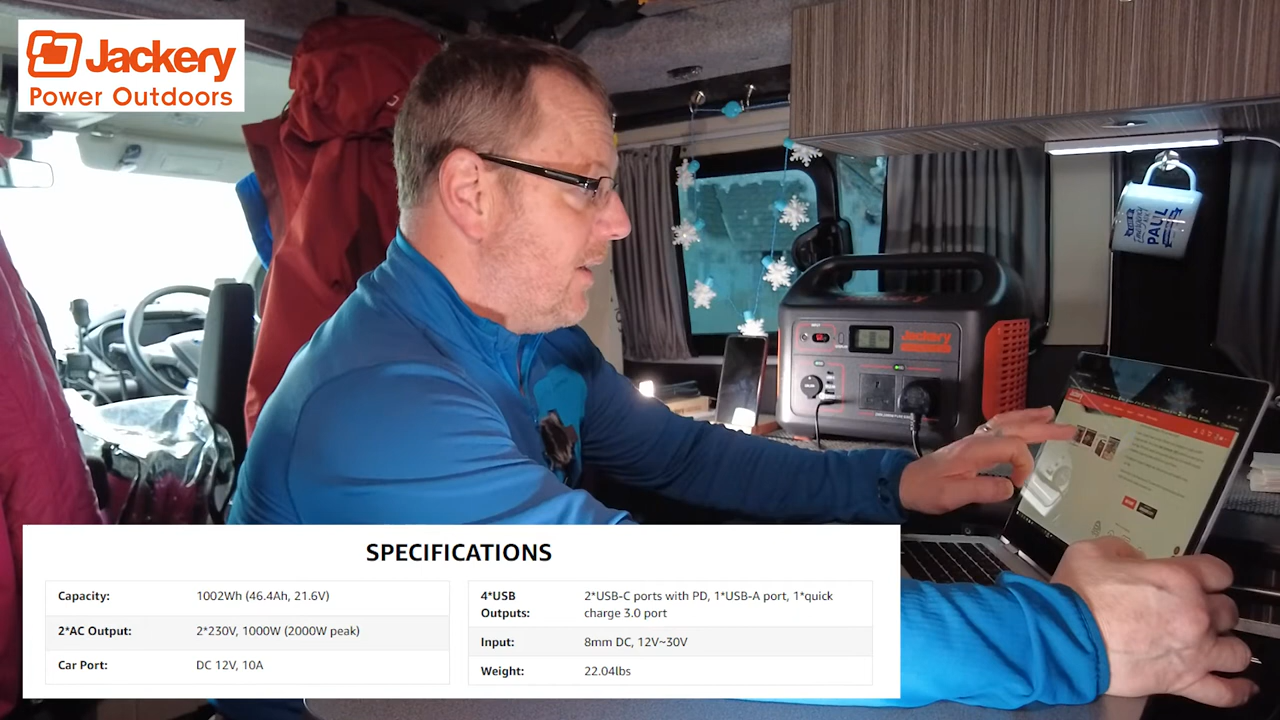 Jackery
Power Outdoors
PAUL
Jackery
Jackery
SPECIFICATIONS
Capacity: 1002Wh (46.4Ah, 21.6V)
2*AC Output: 2*230V, 1000W (2000W peak)
Car Port: DC 12V, 10A
4*USB Outputs: 2*USB-C ports with PD, 1*USB-A port, 1*quick
charge 3.0 port
Input: 8mm DC, 12V~30V
Weight: 22.04lbs